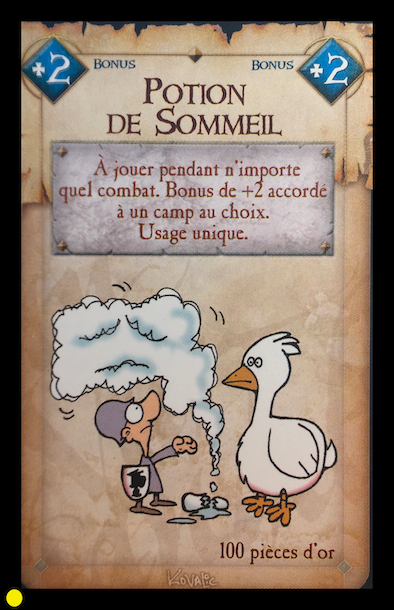 +2 BONUS BONUS +2
POTION
DE SOMMEIL
À jouer pendant n'importe
quel combat. Bonus de +2 accordé
à un camp au choix.
Usage unique.
100 pièces d'or
KOVALIC